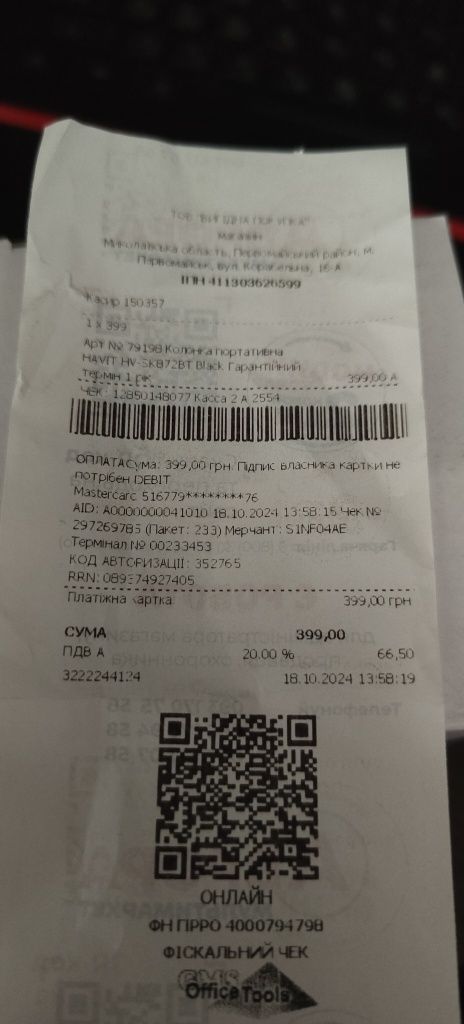 ТОВ "ВИГІДНА ПОКУПКА"
магазин
Миколаївська область, Первомайський район, м.
Первомайськ, вул. Корабельна, 16-А
ІПН 411303626599
Касир 150357
1 x 399
Арт № 79198 Колонка портативна
HAVIT HV-SK872BT Black Гарантійний
термін 1 рік 399,00 А
ЧЕК: 12850148077 Касса 2 А 2554
ОПЛАТАСума: 399,00 грн. Підпис власника картки не
потрібен DEBIT
Mastercard 516779********76
AID: A0000000041010 18.10.2024 13:58:15 Чек №
297269785 (Пакет: 233) Мерчант: S1NF04AE
Термінал № 00233453
КОД АВТОРИЗАЦІЇ: 352765
RRN: 089374927405
Платіжна картка 399,00 грн
СУМА 399,00
ПДВ А 20.00 % 66,50
3222244124 18.10.2024 13:58:19
ОНЛАЙН
ФН ПРРО 4000794798
ФІСКАЛЬНИЙ ЧЕК
GMS
Office Tools